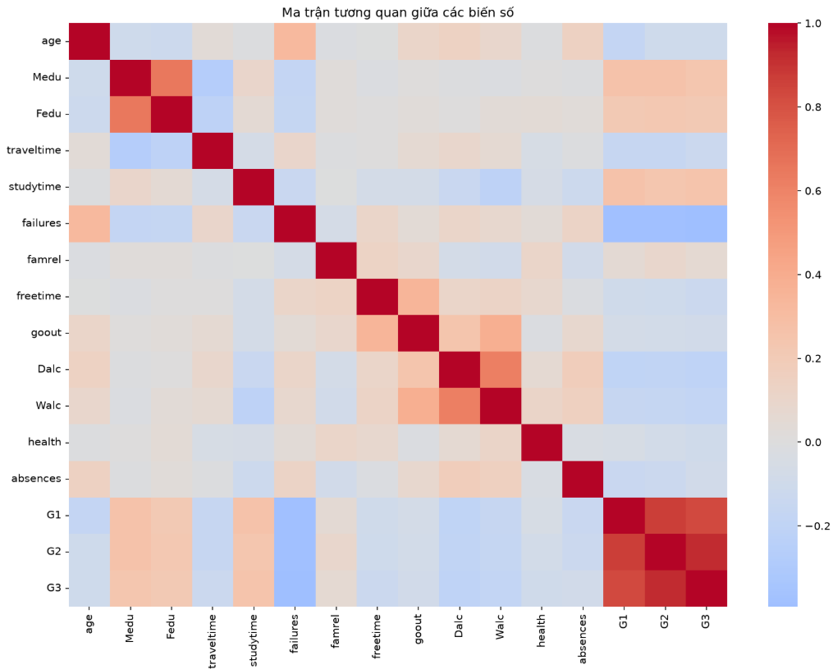 Ma trận tương quan giữa các biến số
age
Medu
Fedu
traveltime
studytime
failures
famrel
freetime
goout
Dalc
Walc
health
absences
G1
G2
G3
age
Medu
Fedu
traveltime
studytime
failures
famrel
freetime
goout
Dalc
Walc
health
absences
G1
G2
G3
1.0
0.8
0.6
0.4
0.2
0.0
−0.2